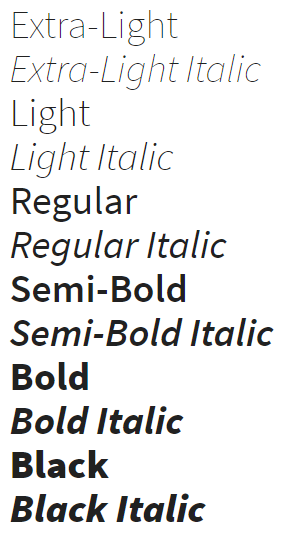 Extra-Light
Extra-Light Italic
Light
Light Italic
Regular
Regular Italic
Semi-Bold
Semi-Bold Italic
Bold
Bold Italic
Black
Black Italic